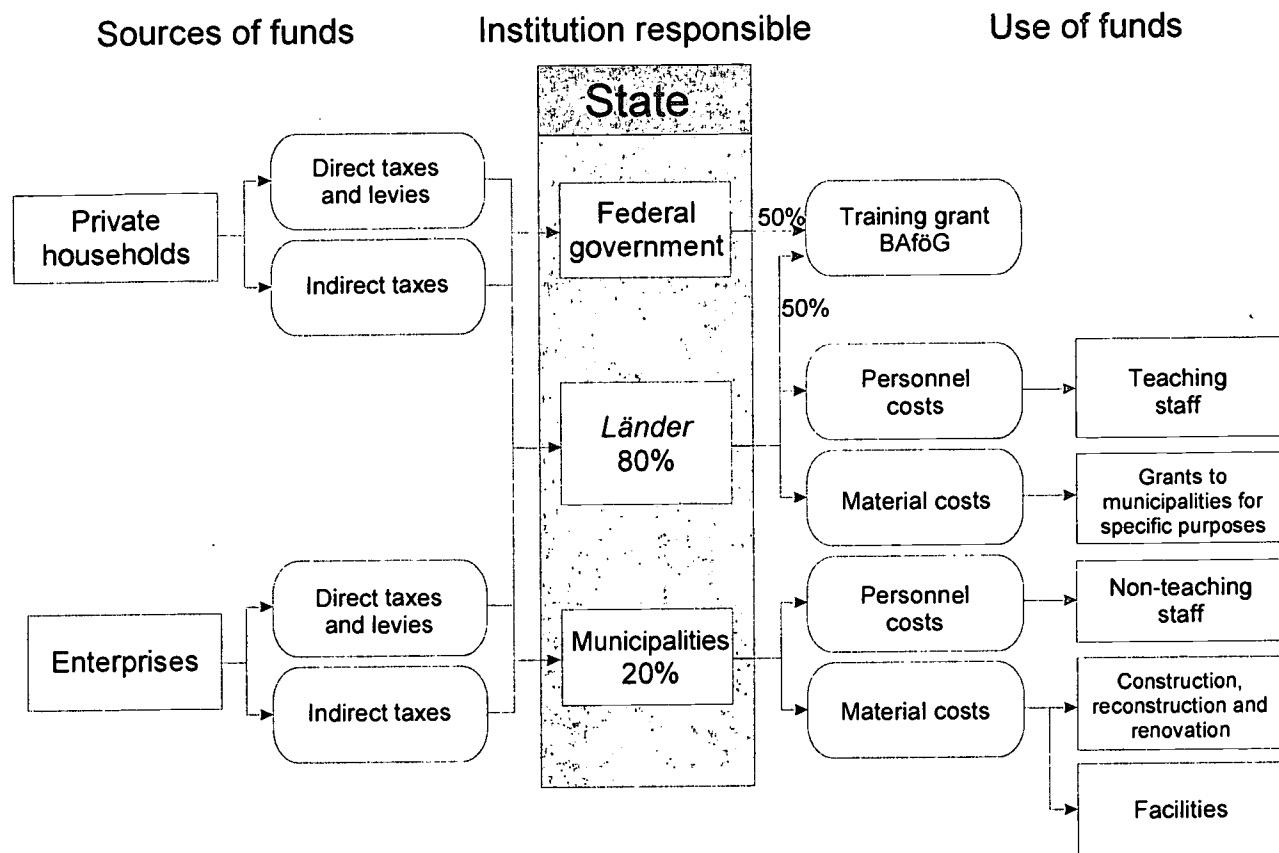 Sources of funds
Institution responsible
Use of funds
State
Private
households
Direct taxes
and levies
Indirect taxes
Federal
government
50%
Training grant
BAföG
50%
Länder
80%
Personnel
costs
Teaching
staff
Material costs
Grants to
municipalities for
specific purposes
Enterprises
Direct taxes
and levies
Indirect taxes
Municipalities
20%
Personnel
costs
Non-teaching
staff
Material costs
Construction,
reconstruction and
renovation
Facilities